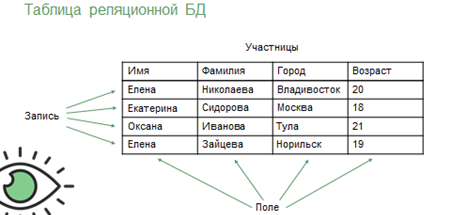 Таблица реляционной БД
Участницы
Имя Фамилия Город Возраст
Елена Николаева Владивосток 20
Екатерина Сидорова Москва 18
Оксана Иванова Тула 21
Елена Зайцева Норильск 19
Запись
Поле